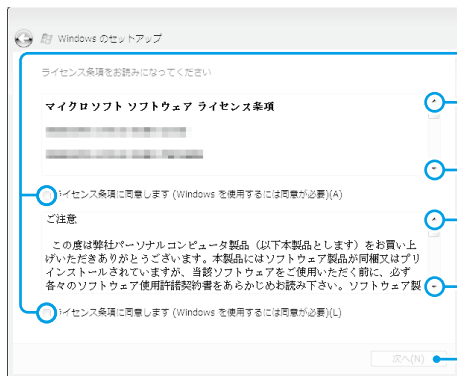 Windows のセットアップ
ライセンス条項をお読みになってください
マイクロソフト ソフトウェア ライセンス条項
ライセンス条項に同意します (Windows を使用するには同意が必要)(A)
ご注意
この度は弊社パーソナルコンピュータ製品（以下本製品とします）をお買い上
げいただきありがとうございます。本製品にはソフトウェア製品が同梱又はプリ
インストールされていますが、当該ソフトウェアをご使用いただく前に、必ず
各々のソフトウェア使用許諾契約書をあらかじめお読み下さい。ソフトウェア製
ライセンス条項に同意します (Windows を使用するには同意が必要)(L)
次へ(N)